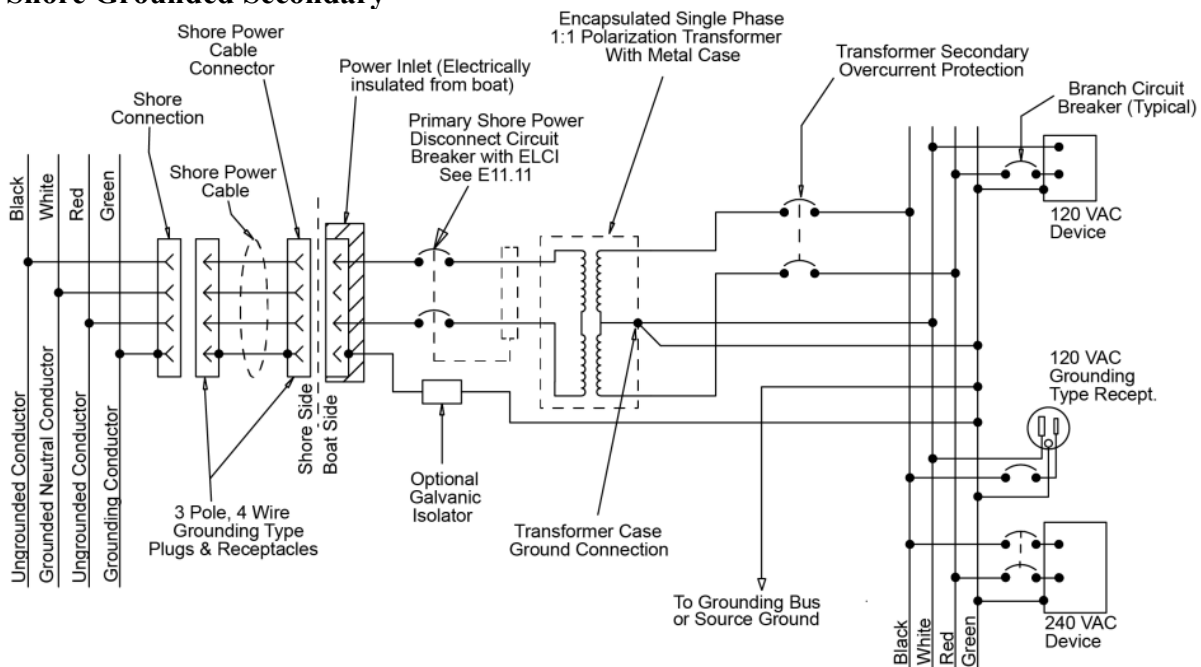 Shore Grounded Secondary
Encapsulated Single Phase
1:1 Polarization Transformer
With Metal Case
Shore Power
Cable
Connector
Power Inlet (Electrically
insulated from boat)
Transformer Secondary
Overcurrent Protection
Shore
Connection
Primary Shore Power
Disconnect Circuit
Breaker with ELCI
See E11.11
Branch Circuit
Breaker (Typical)
Shore Power
Cable
Black
White
Red
Green
120 VAC
Device
120 VAC
Grounding
Type Recept.
Shore Side
Boat Side
Ungrounded Conductor
Grounded Neutral Conductor
Ungrounded Conductor
Grounding Conductor
3 Pole, 4 Wire
Grounding Type
Plugs & Receptacles
Optional
Galvanic
Isolator
Transformer Case
Ground Connection
To Grounding Bus
or Source Ground
Black
White
Red
Green
240 VAC
Device